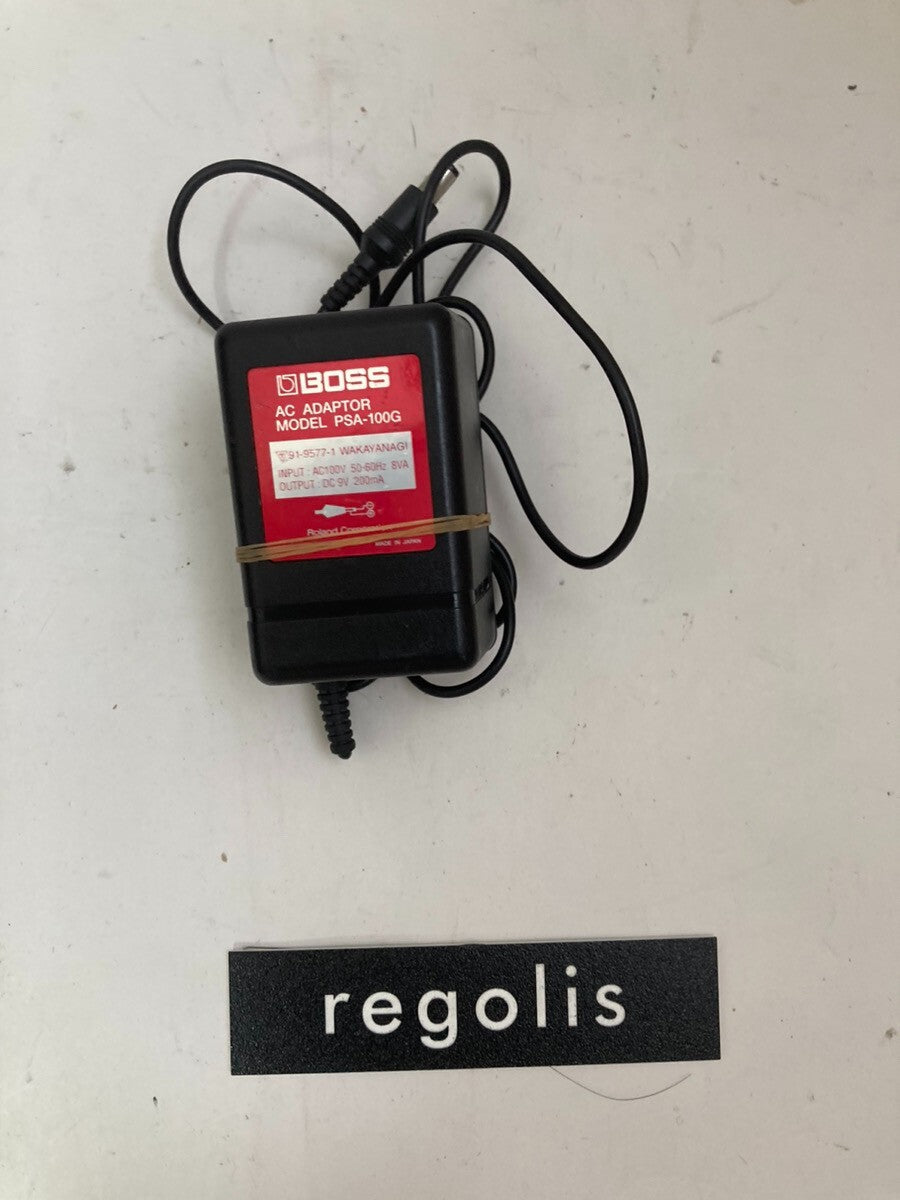 BOSS
AC ADAPTOR
MODEL PSA-100G
91-9577-1 WAKAYANAGI
INPUT : AC100V 50-60Hz 8VA
OUTPUT : DC 9V 200mA
Roland
MADE IN JAPAN
regolis